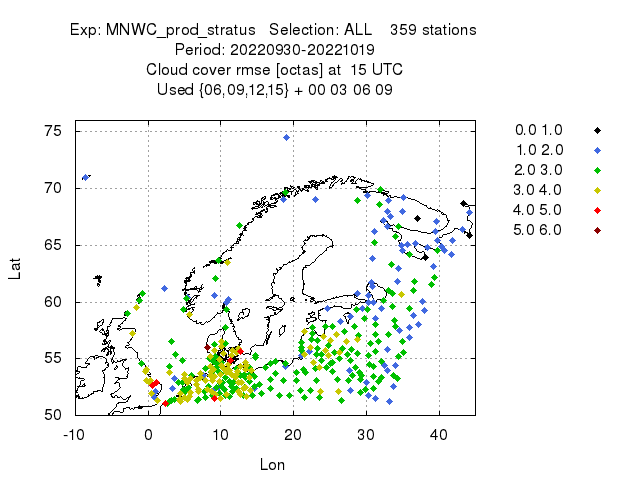 Exp: MNWC_prod_stratus   Selection: ALL    359 stations
Period: 20220930-20221019
Cloud cover rmse [octas] at  15 UTC
Used {06,09,12,15} + 00 03 06 09
75
70
65
60
55
50
Lat
-10 0 10 20 30 40
Lon
0.0 1.0
1.0 2.0
2.0 3.0
3.0 4.0
4.0 5.0
5.0 6.0